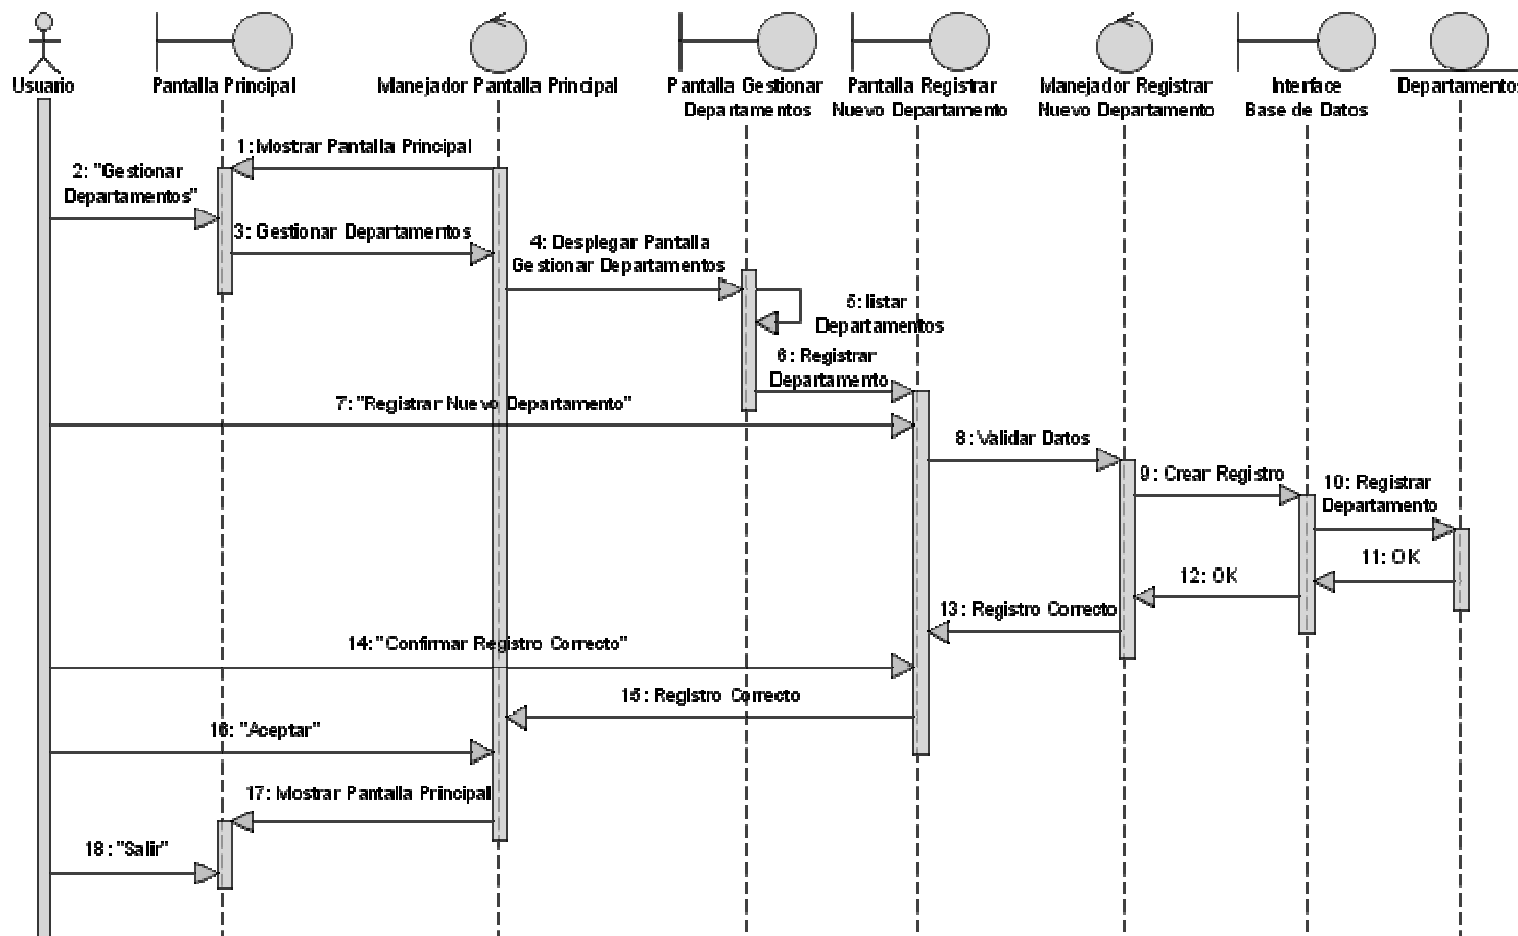 Usuario
Pantalla Principal
Manejador Pantalla Principal
Pantalla Gestionar
Departamentos
Pantalla Registrar
Nuevo Departamento
Manejador Registrar
Nuevo Departamento
Interface
Base de Datos
Departamentos
1:Mostrar Pantalla Principal
2: "Gestionar
Departamentos"
3: Gestionar Departamentos
4: Desplegar Pantalla
Gestionar Departamentos
5: listar
Departamentos
6: Registrar
Departamento
7: "Registrar Nuevo Departamento"
8: Validar Datos
9: Crear Registro
10: Registrar
Departamento
11: OK
12: OK
13: Registro Correcto
14: "Confirmar Registro Correcto"
15: Registro Correcto
16: "Aceptar"
17: Mostrar Pantalla Principal
18: "Salir"